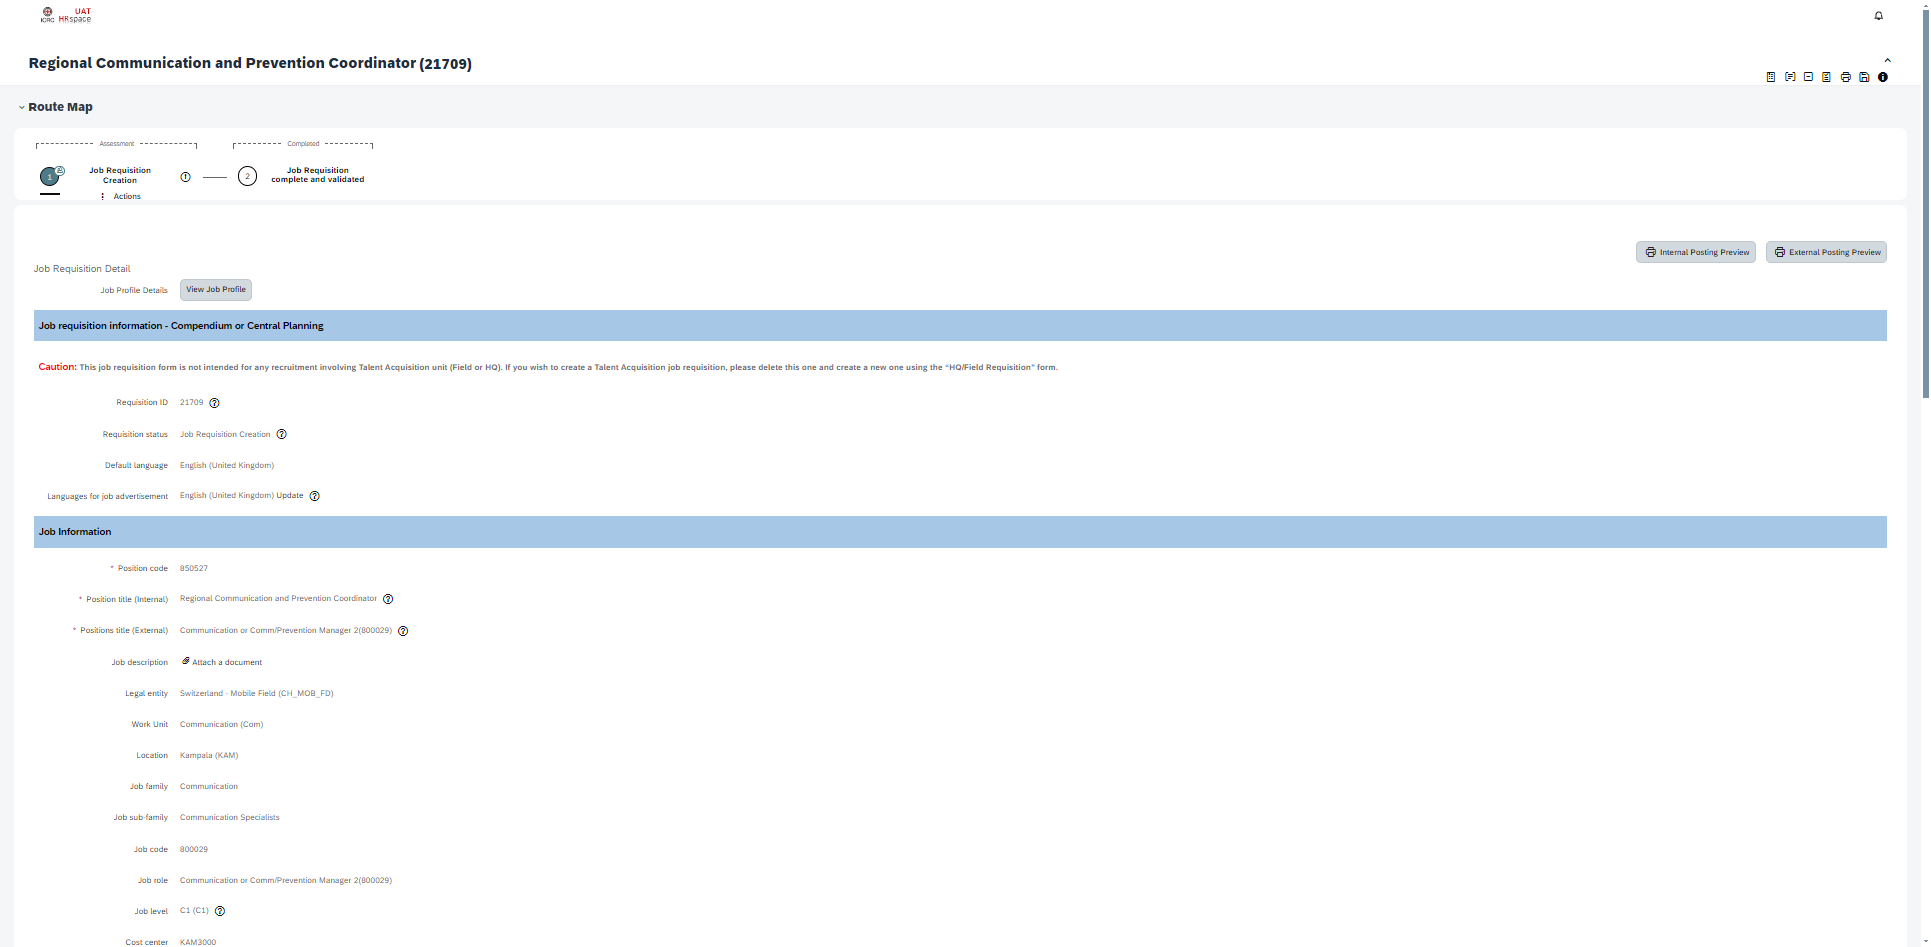 UAT
ICRC HRspace
Regional Communication and Prevention Coordinator (21709)
Route Map
Assessment
Completed
1
Job Requisition
Creation
Actions
2
Job Requisition
complete and validated
Internal Posting Preview
External Posting Preview
Job Requisition Detail
Job Profile Details View Job Profile
Job requisition information - Compendium or Central Planning
Caution: This job requisition form is not intended for any recruitment involving Talent Acquisition unit (Field or HQ). If you wish to create a Talent Acquisition job requisition, please delete this one and create a new one using the “HQ/Field Requisition” form.
Requisition ID 21709
Requisition status Job Requisition Creation
Default language English (United Kingdom)
Languages for job advertisement English (United Kingdom) Update
Job Information
* Position code 850527
* Position title (Internal) Regional Communication and Prevention Coordinator
* Positions title (External) Communication or Comm/Prevention Manager 2(800029)
Job description Attach a document
Legal entity Switzerland - Mobile Field (CH_MOB_FD)
Work Unit Communication (Com)
Location Kampala (KAM)
Job family Communication
Job sub-family Communication Specialists
Job code 800029
Job role Communication or Comm/Prevention Manager 2(800029)
Job level C1 (C1)
Cost center KAM3000